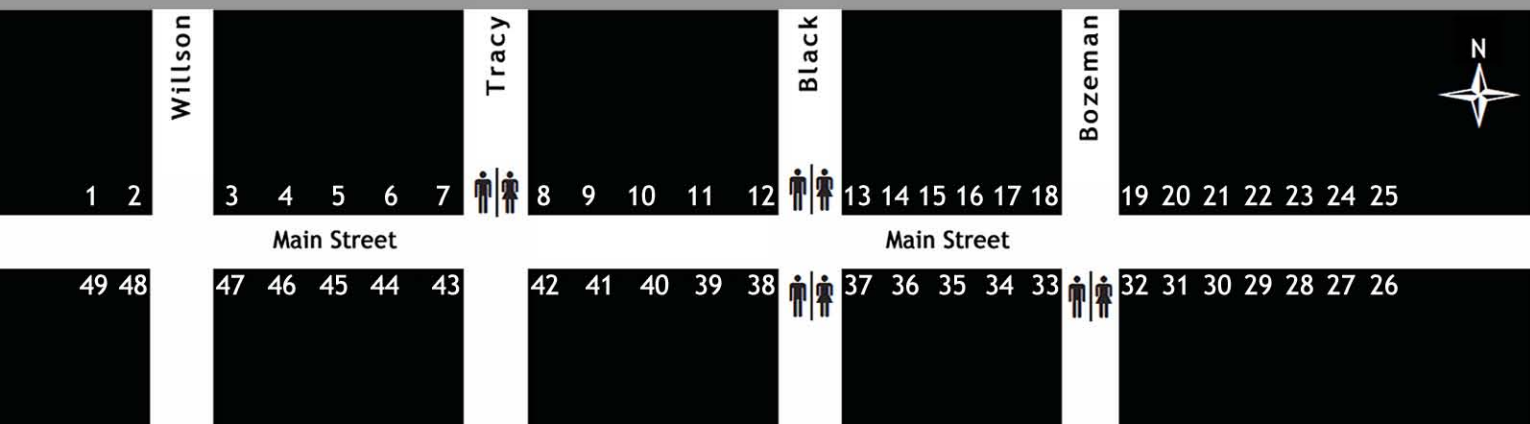 Willson
Tracy
Black
Bozeman
N
1 2 3 4 5 6 7 8 9 10 11 12 13 14 15 16 17 18 19 20 21 22 23 24 25
Main Street Main Street
49 48 47 46 45 44 43 42 41 40 39 38 37 36 35 34 33 32 31 30 29 28 27 26